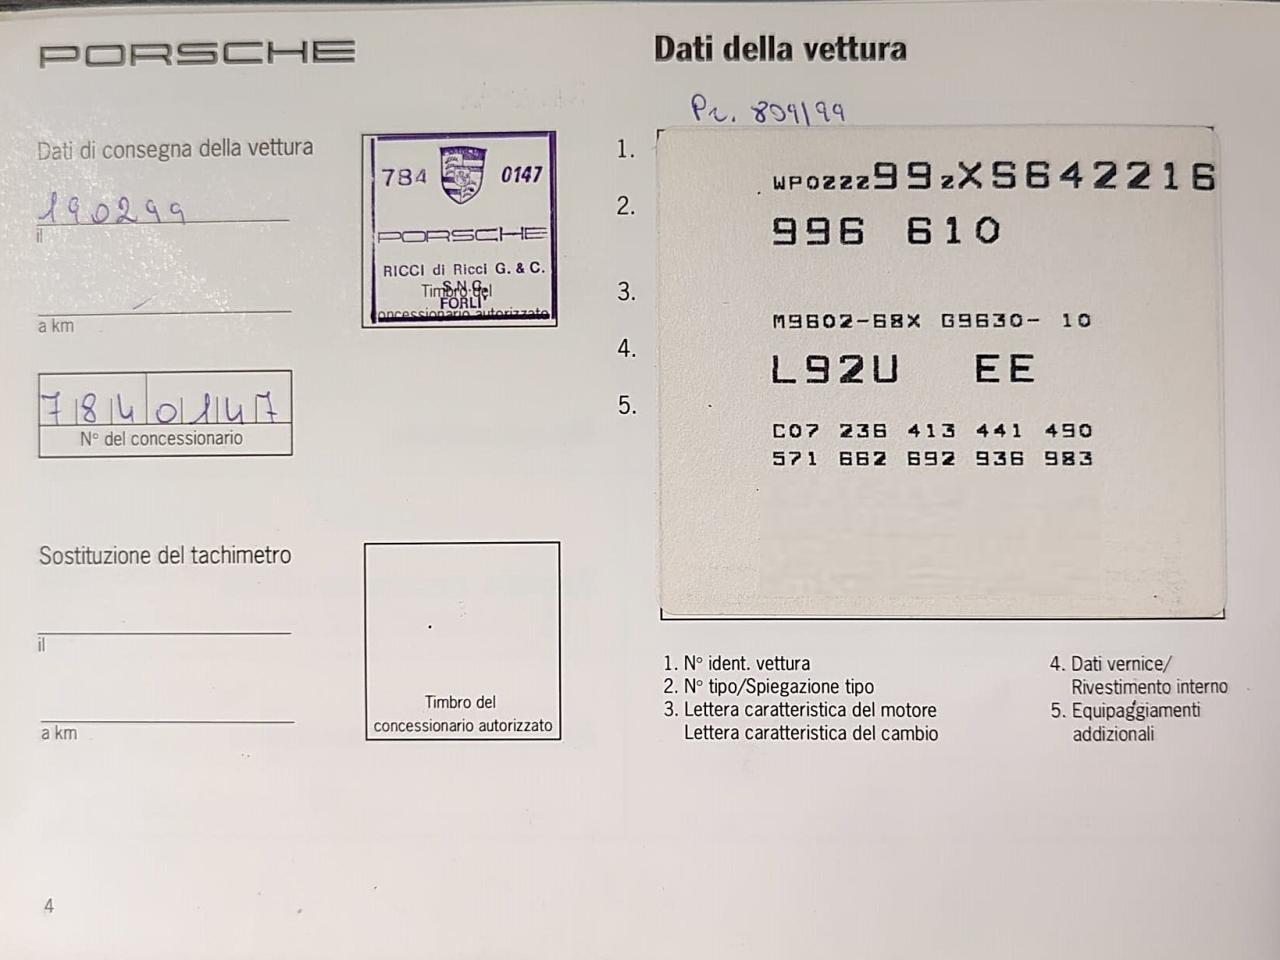 PORSCHE
Dati di consegna della vettura
190299
il
a km
784 0147
PORSCHE
RICCI di Ricci G. & C.
S.N.C.
Timbro del
FORLI'
concessionario autorizzato
7840147
N° del concessionario
Sostituzione del tachimetro
il
a km
Timbro del
concessionario autorizzato
4
Dati della vettura
Pr. 809/99
1. WP0ZZZ99ZXS642216
2. 996 610
3. M9602-68X G9630- 10
4. L92U EE
5. C07 236 413 441 490
571 662 692 936 983
1. N° ident. vettura
2. N° tipo/Spiegazione tipo
3. Lettera caratteristica del motore
Lettera caratteristica del cambio
4. Dati vernice/
Rivestimento interno
5. Equipaggiamenti
addizionali